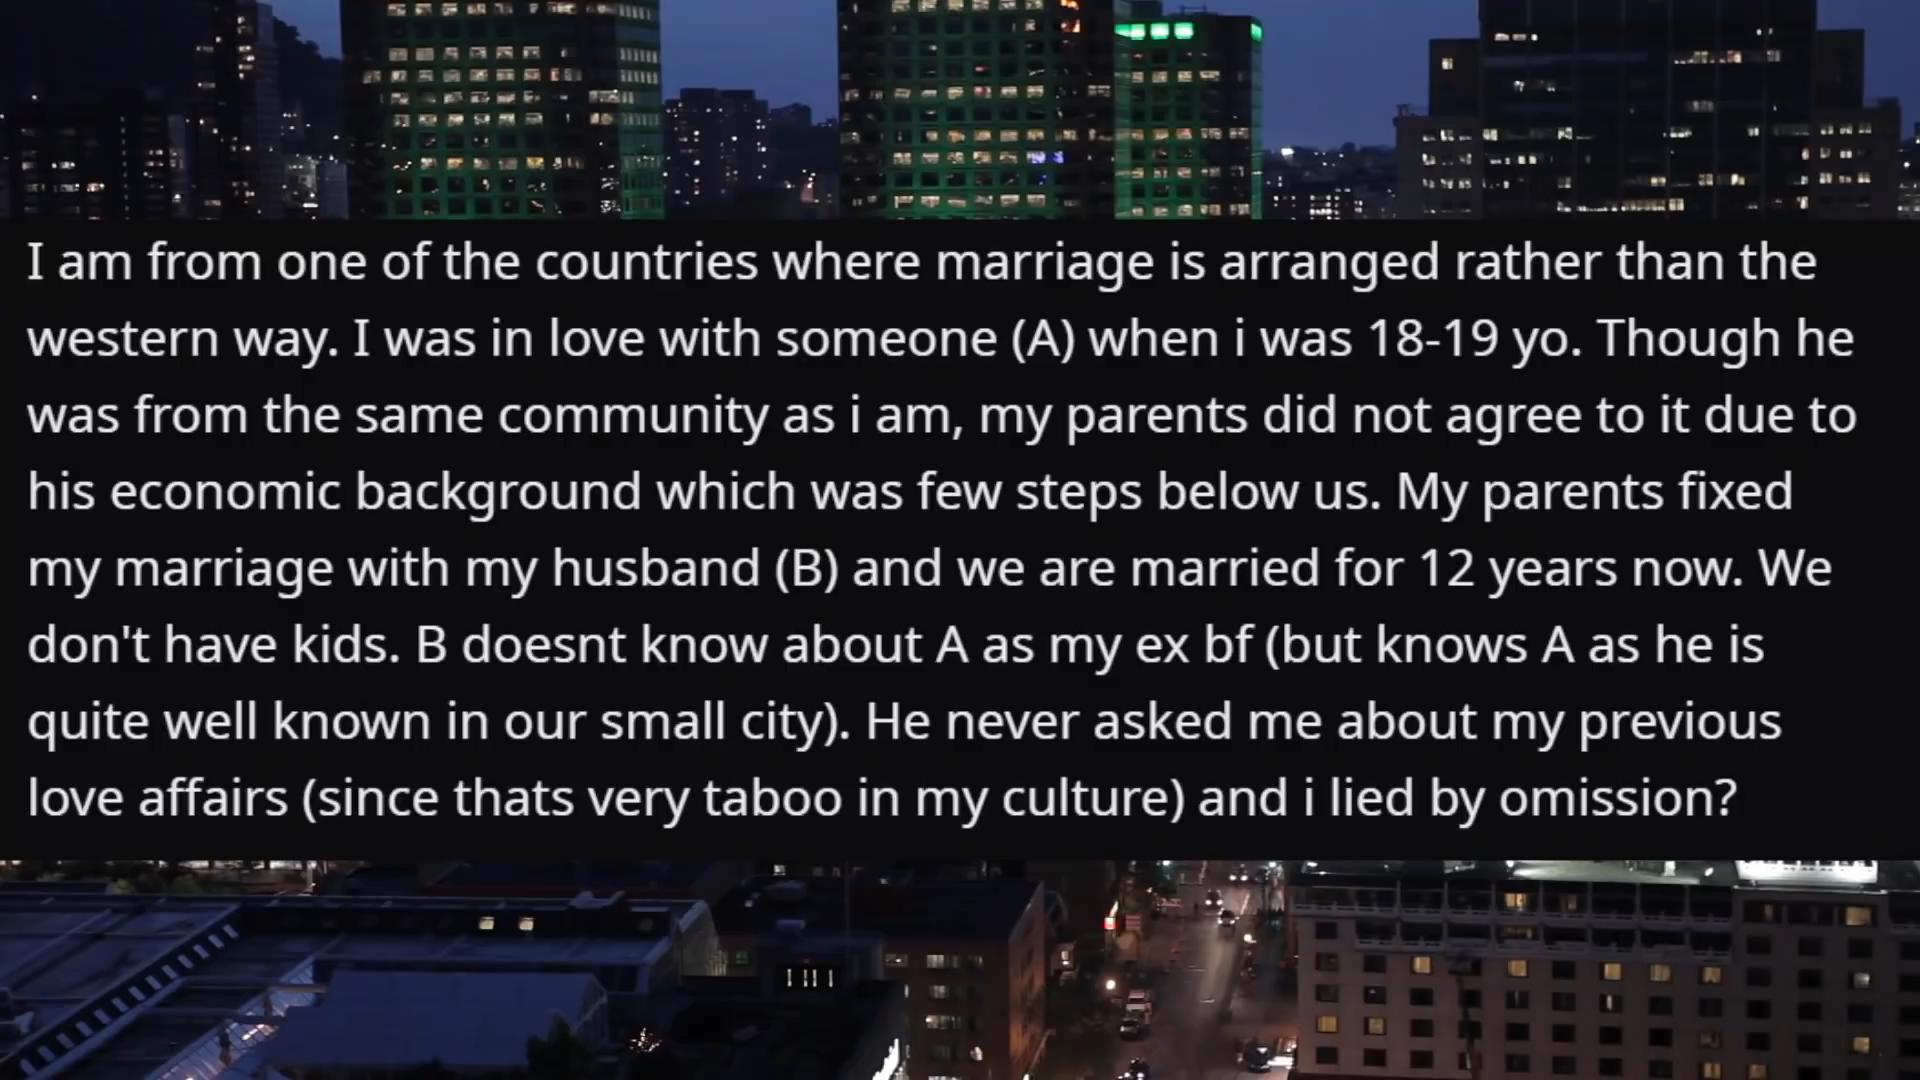 I am from one of the countries where marriage is arranged rather than the
western way. I was in love with someone (A) when i was 18-19 yo. Though he
was from the same community as i am, my parents did not agree to it due to
his economic background which was few steps below us. My parents fixed
my marriage with my husband (B) and we are married for 12 years now. We
don't have kids. B doesnt know about A as my ex bf (but knows A as he is
quite well known in our small city). He never asked me about my previous
love affairs (since thats very taboo in my culture) and i lied by omission?